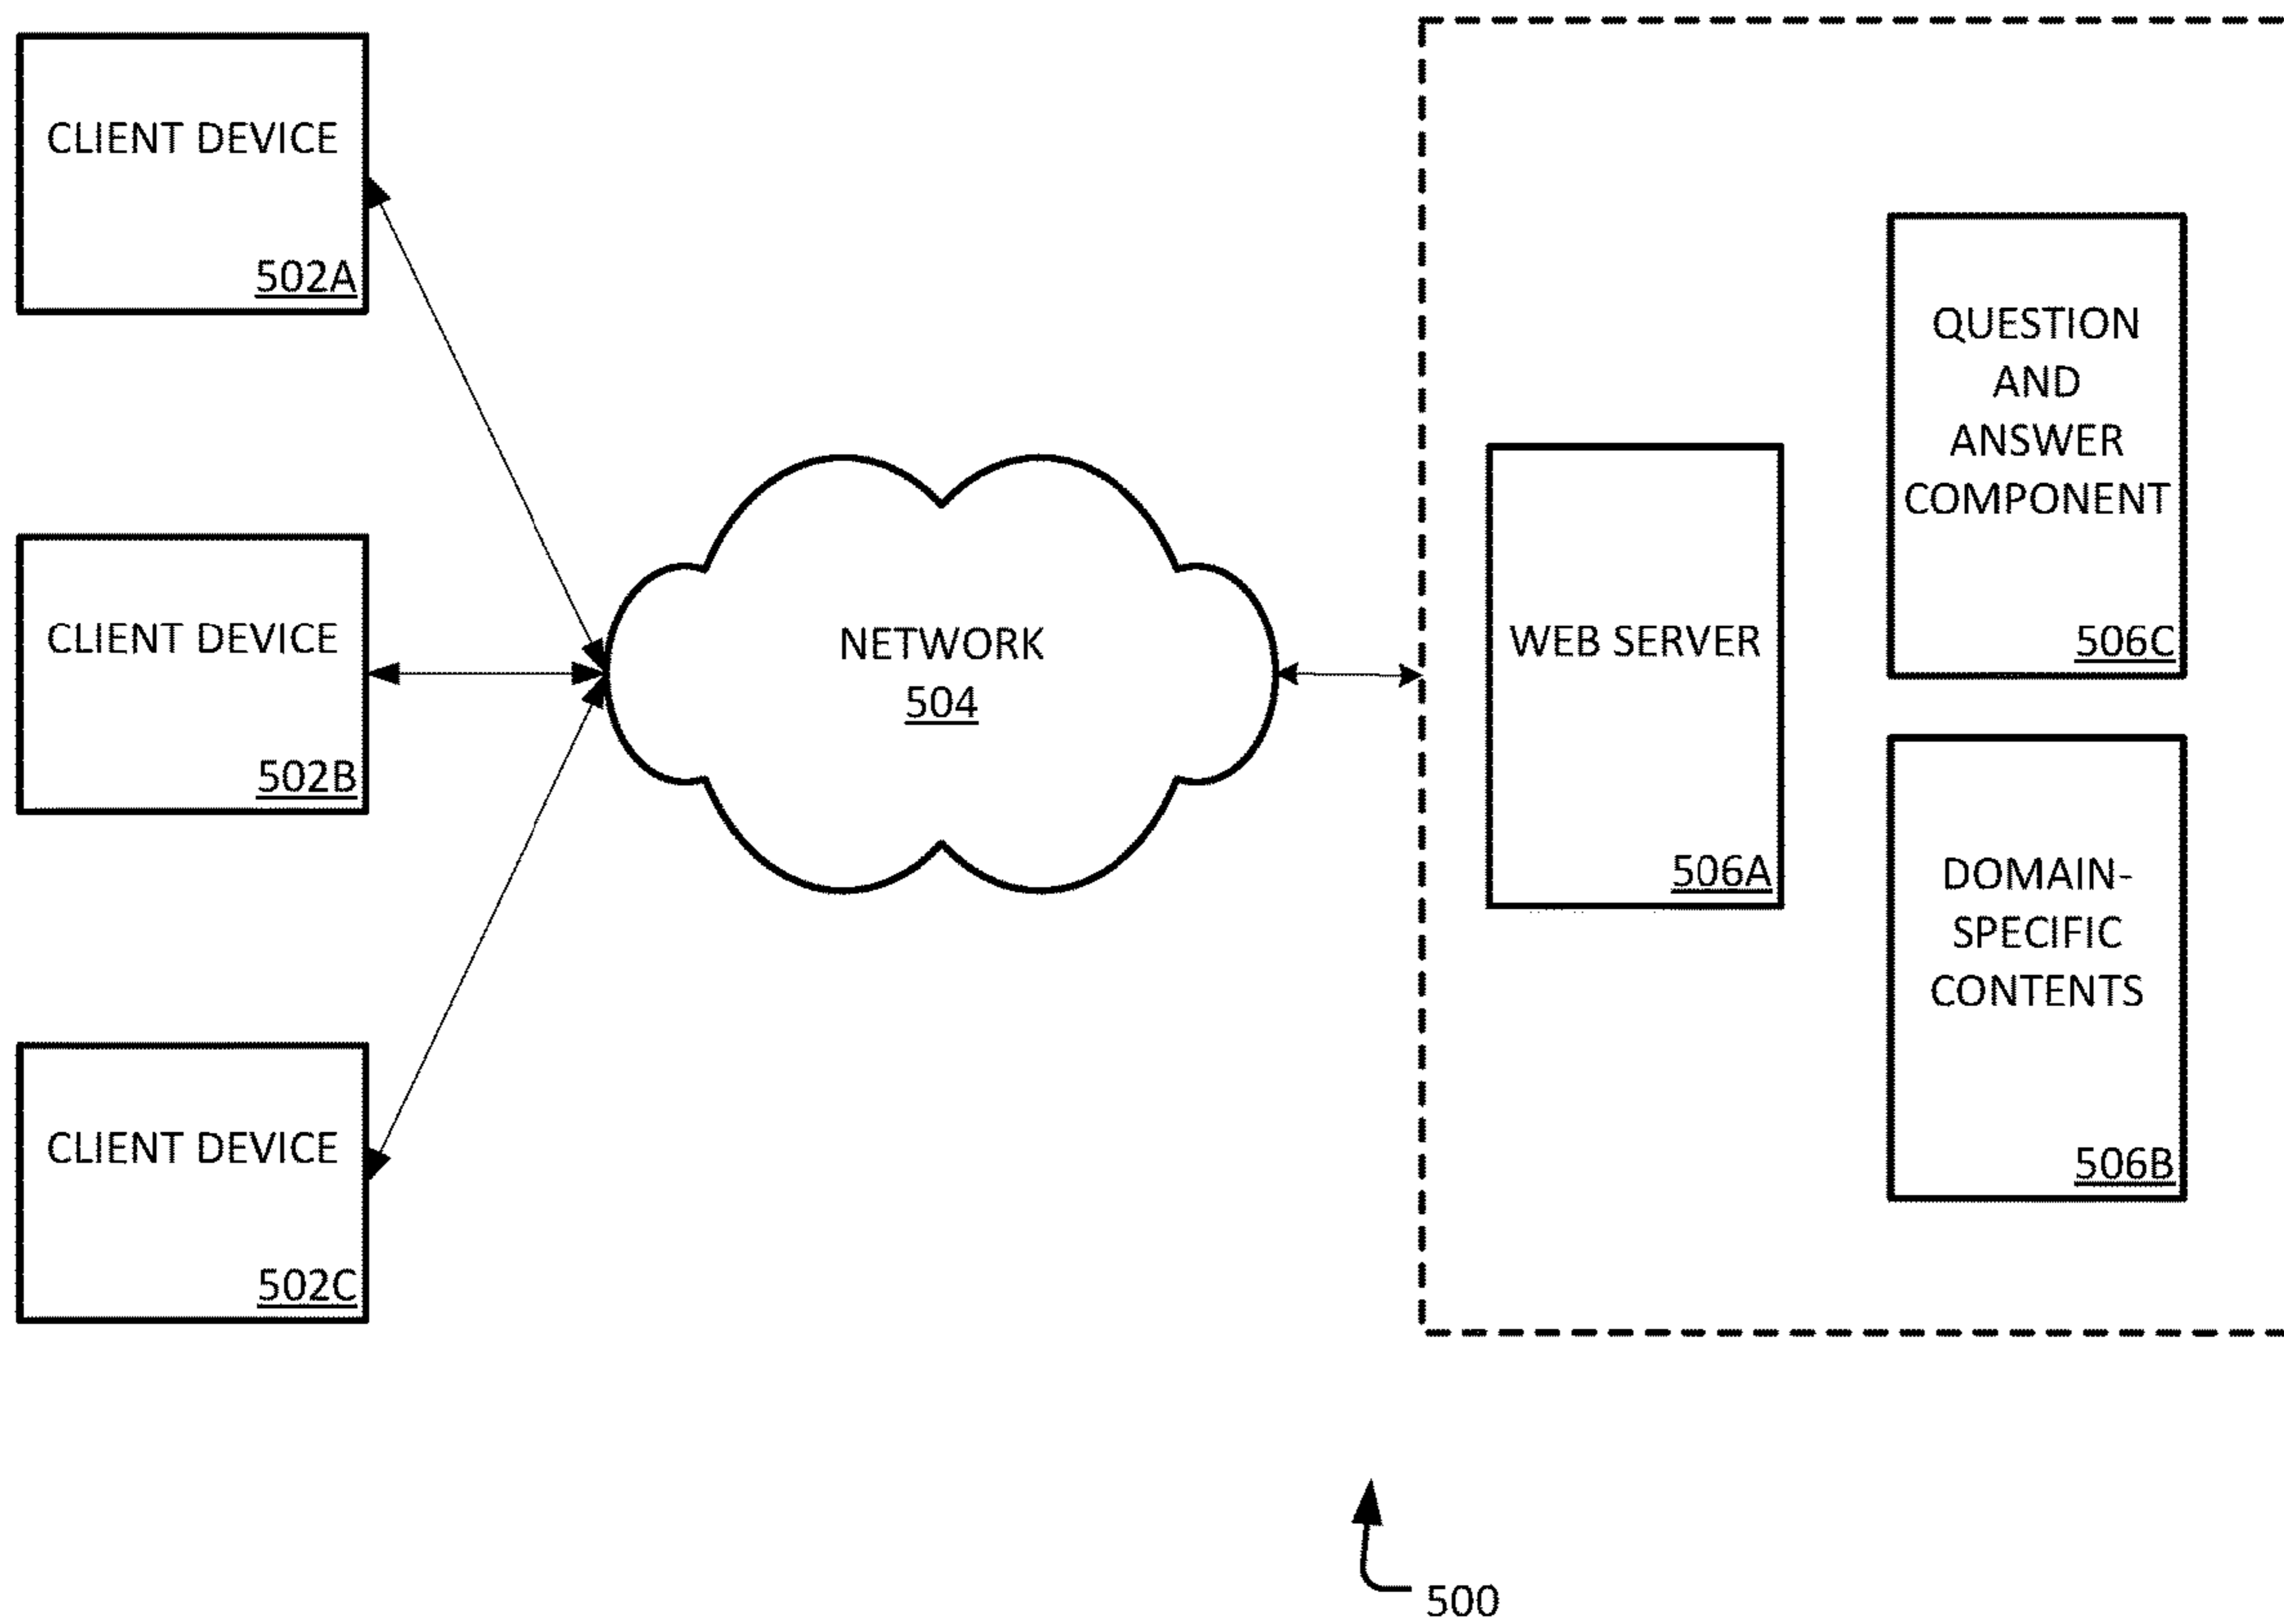 CLIENT DEVICE
502A
CLIENT DEVICE
502B
CLIENT DEVICE
502C
NETWORK
504
WEB SERVER
506A
QUESTION
AND
ANSWER
COMPONENT
506C
DOMAIN-
SPECIFIC
CONTENTS
506B
500